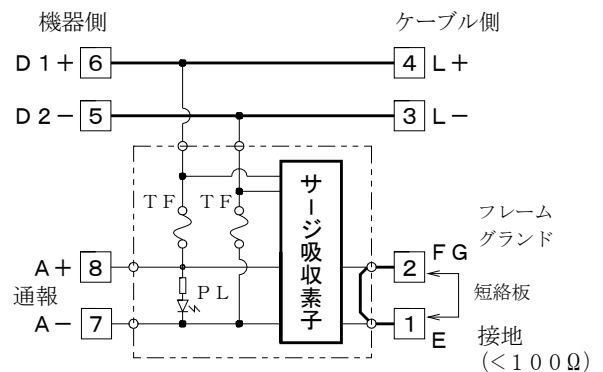 機器側
ケーブル側
D1+ 6
4 L+
D2- 5
3 L-
TF
TF
サージ吸収素子
フレーム
グランド
A+ 8
2 FG
通報
PL
短絡板
A- 7
1 E
接地
(<100Ω)